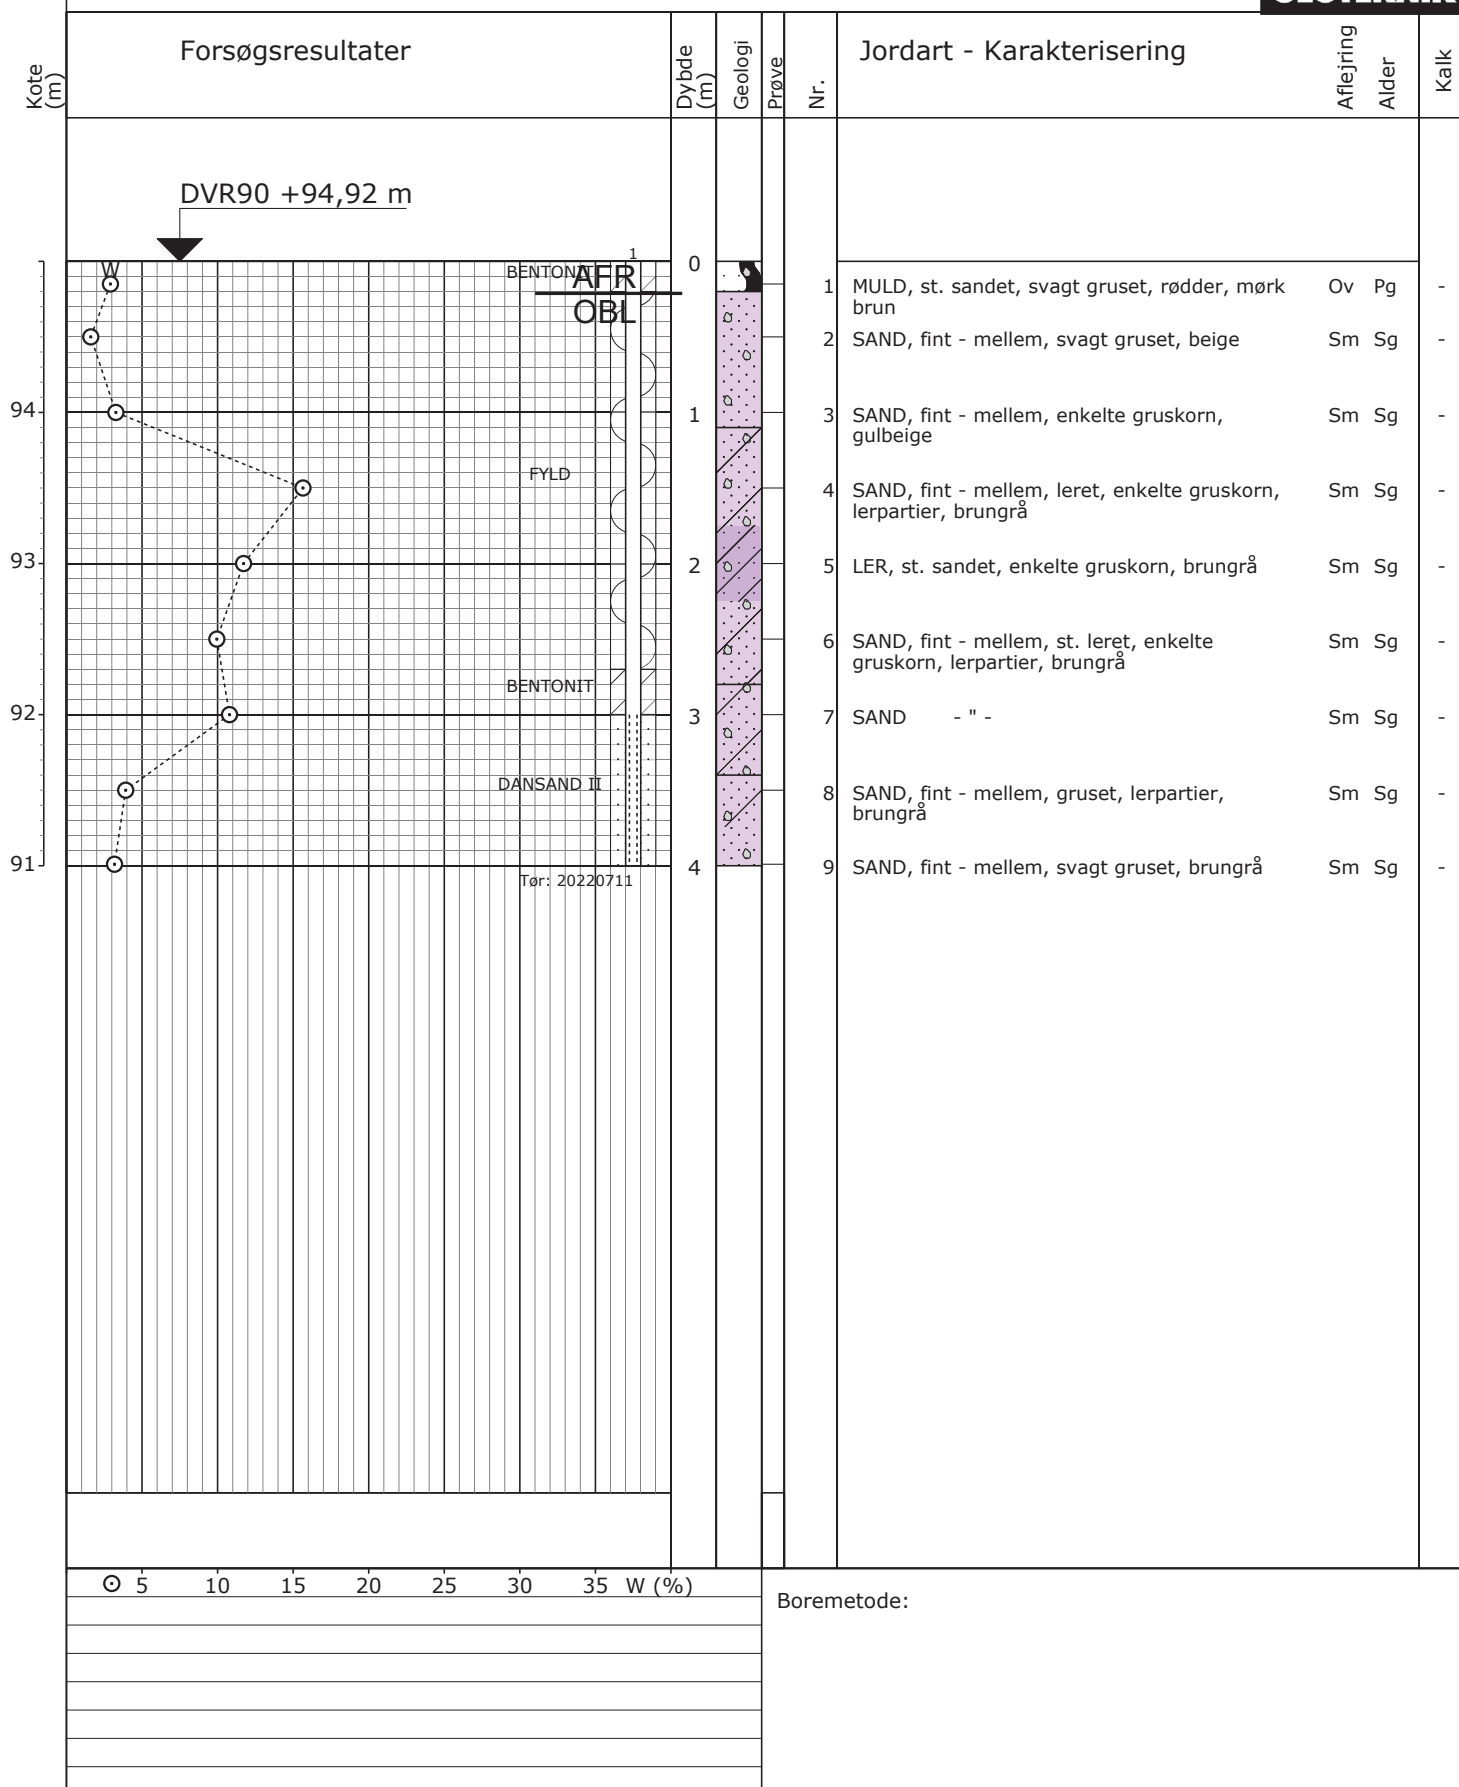 Forsøgsresultater
Jordart - Karakterisering
Kote (m)
Dybde (m)
Geologi
Prøve
Nr.
Aflejring
Alder
Kalk
DVR90 +94,92 m
W
1
BENTONIT
AFR
OBL
0
1 MULD, st. sandet, svagt gruset, rødder, mørk Ov Pg -
brun
2 SAND, fint - mellem, svagt gruset, beige Sm Sg -
94
1
3 SAND, fint - mellem, enkelte gruskorn, Sm Sg -
gulbeige
FYLD
4 SAND, fint - mellem, leret, enkelte gruskorn, Sm Sg -
lerpartier, brungrå
93
2
5 LER, st. sandet, enkelte gruskorn, brungrå Sm Sg -
6 SAND, fint - mellem, st. leret, enkelte Sm Sg -
gruskorn, lerpartier, brungrå
BENTONIT
92
3
7 SAND - " - Sm Sg -
DANSAND II
8 SAND, fint - mellem, gruset, lerpartier, Sm Sg -
brungrå
91
4
9 SAND, fint - mellem, svagt gruset, brungrå Sm Sg -
Tør: 20220711
5 10 15 20 25 30 35 W (%)
Boremetode: